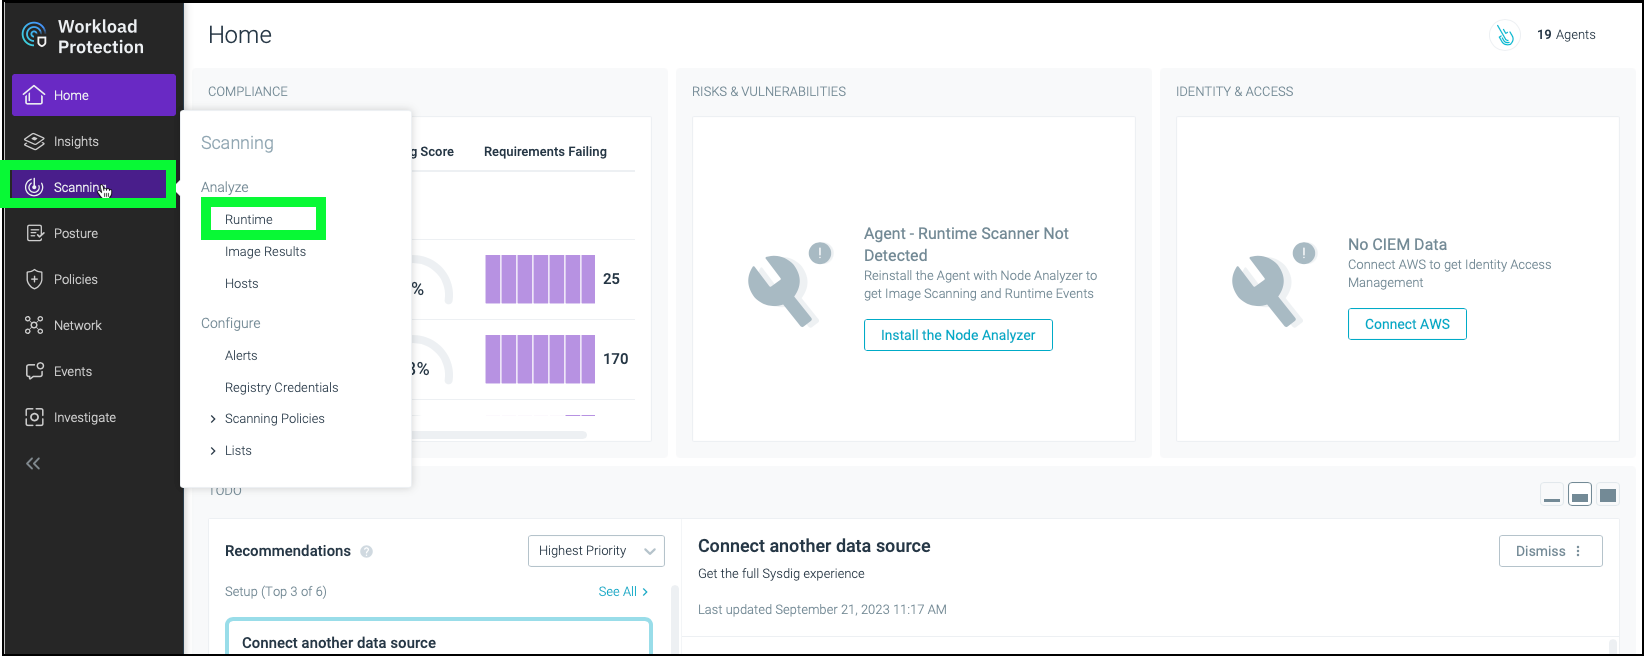 Workload
Protection
Home
Insights
Scanning
Posture
Policies
Network
Events
Investigate
Home
19 Agents
Scanning
Analyze
Runtime
Image Results
Hosts
Configure
Alerts
Registry Credentials
Scanning Policies
Lists
COMPLIANCE
g Score
Requirements Failing
%
25
3%
170
RISKS & VULNERABILITIES
Agent - Runtime Scanner Not
Detected
Reinstall the Agent with Node Analyzer to
get Image Scanning and Runtime Events
Install the Node Analyzer
IDENTITY & ACCESS
No CIEM Data
Connect AWS to get Identity Access
Management
Connect AWS
TODO
Recommendations
Highest Priority
Setup (Top 3 of 6)
See All
Connect another data source
Connect another data source
Get the full Sysdig experience
Last updated September 21, 2023 11:17 AM
Dismiss